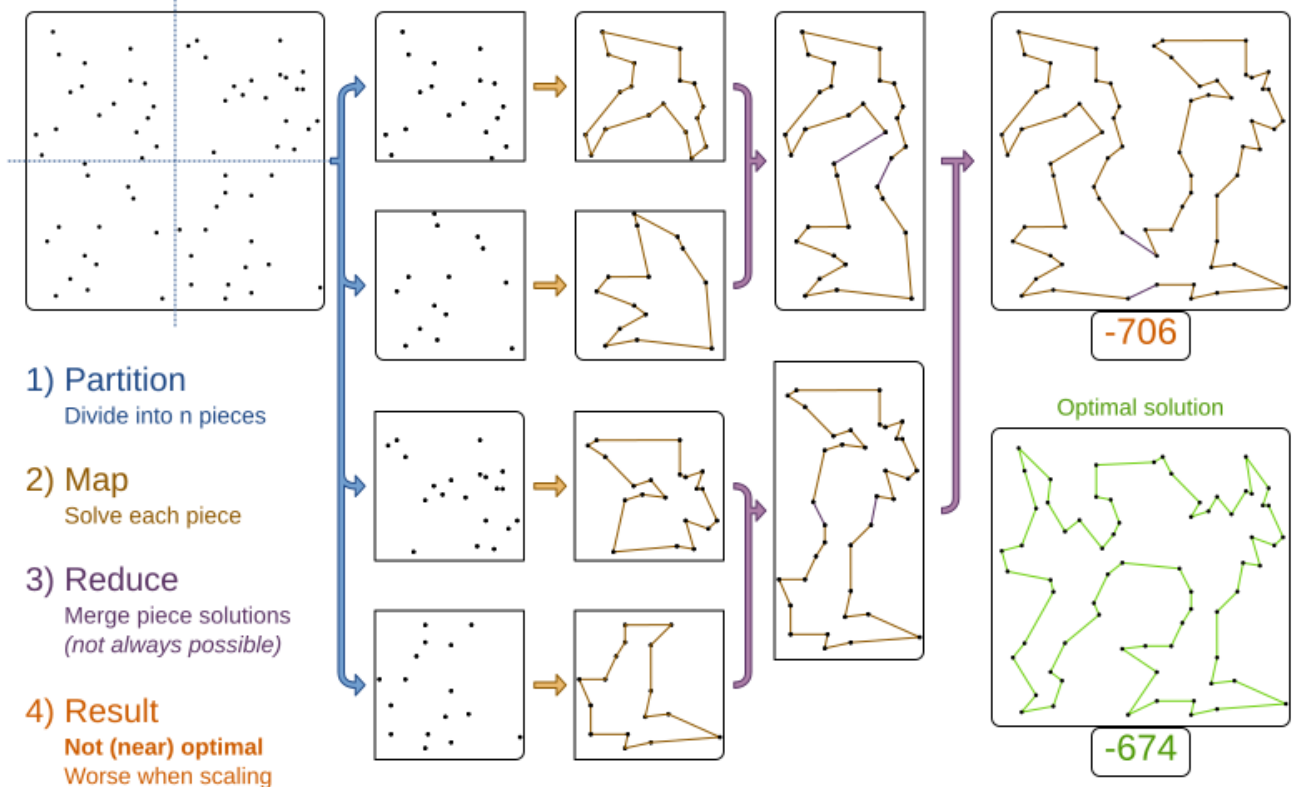 1) Partition
Divide into n pieces
2) Map
Solve each piece
3) Reduce
Merge piece solutions
(not always possible)
4) Result
Not (near) optimal
Worse when scaling
-706
Optimal solution
-674